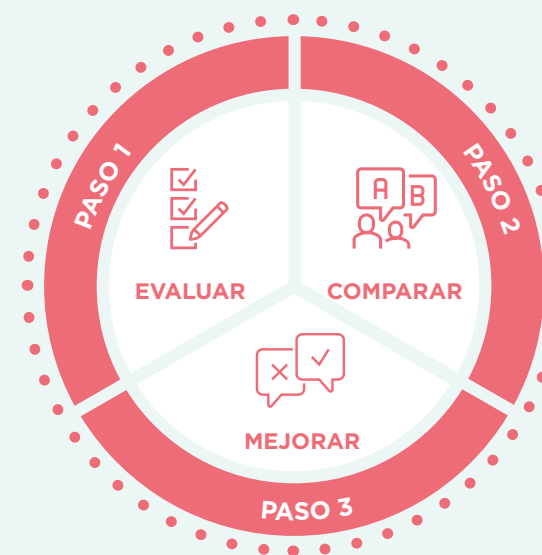 PASO 1
EVALUAR
PASO 2
A B
COMPARAR
MEJORAR
PASO 3